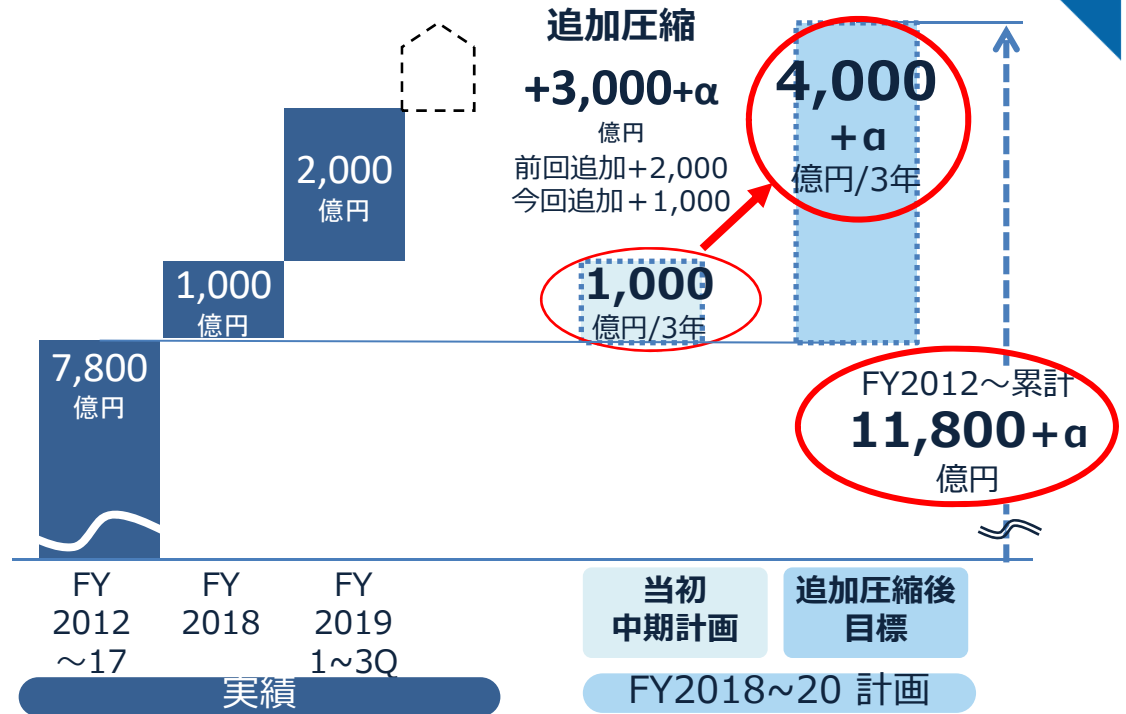 追加圧縮
+3,000+α
億円
前回追加+2,000
今回追加＋1,000
4,000
+α
億円/3年
2,000
億円
1,000
億円
1,000
億円/3年
7,800
億円
FY2012～累計
11,800+α
億円
FY
2012
～17
FY
2018
FY
2019
1~3Q
当初
中期計画
追加圧縮後
目標
実績
FY2018~20 計画